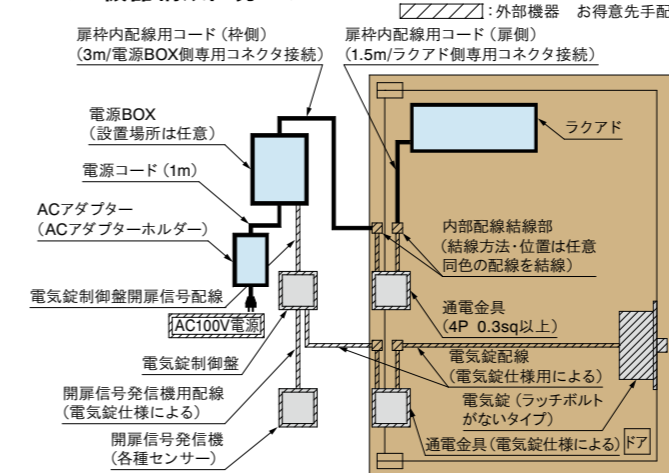 :外部機器 お得意先手配
扉枠内配線用コード(枠側)
(3m/電源BOX側専用コネクタ接続)
扉枠内配線用コード(扉側)
(1.5m/ラクアド側専用コネクタ接続)
電源BOX
(設置場所は任意)
ラクアド
電源コード(1m)
ACアダプター
(ACアダプターホルダー)
内部配線結線部
(結線方法・位置は任意
同色の配線を結線)
電気錠制御盤開扉信号配線
AC100V電源
通電金具
(4P 0.3sq以上)
電気錠制御盤
電気錠配線
(電気錠仕様用による)
開扉信号発信機用配線
(電気錠仕様による)
電気錠(ラッチボルト
がないタイプ)
開扉信号発信機
(各種センサー)
通電金具(電気錠仕様による)
ドア